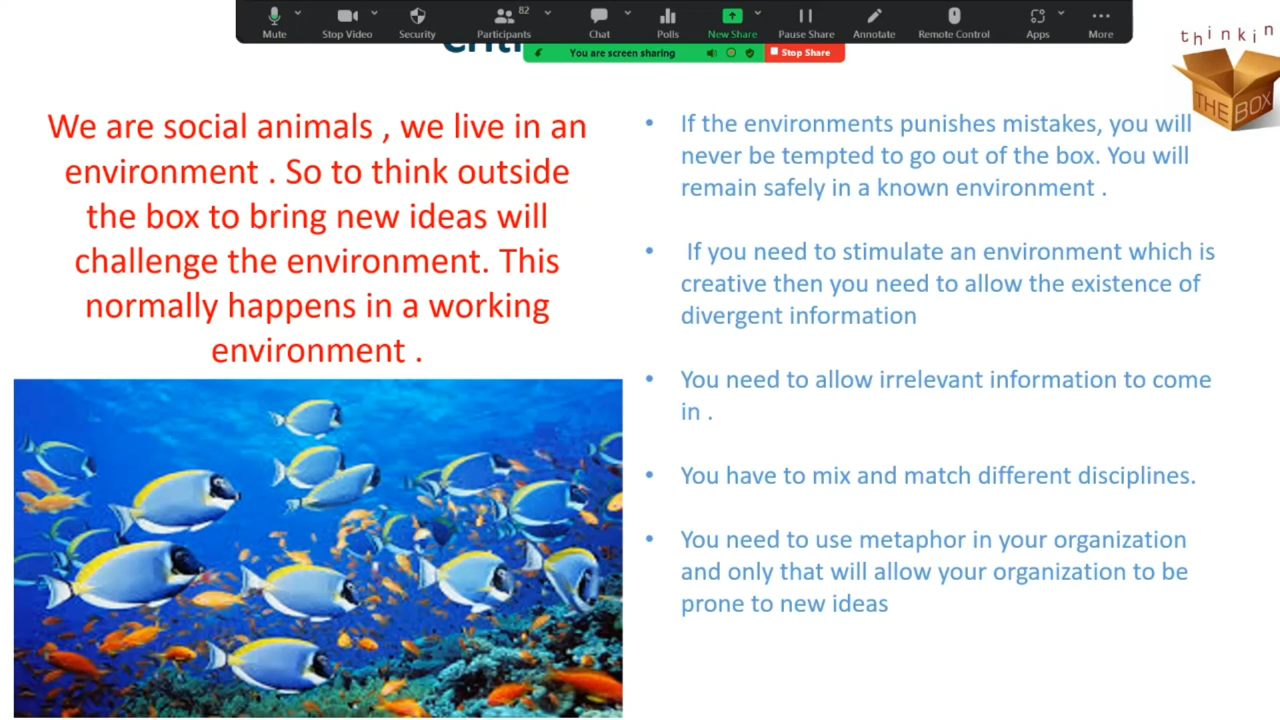 Mute
Stop Video
Security
82
Participants
Chat
Polls
New Share
Pause Share
Annotate
Remote Control
Apps
More
You are screen sharing
Stop Share
thinkin
THE BOX
We are social animals , we live in an
environment . So to think outside
the box to bring new ideas will
challenge the environment. This
normally happens in a working
environment .
• If the environments punishes mistakes, you will
never be tempted to go out of the box. You will
remain safely in a known environment .
• If you need to stimulate an environment which is
creative then you need to allow the existence of
divergent information
• You need to allow irrelevant information to come
in .
• You have to mix and match different disciplines.
• You need to use metaphor in your organization
and only that will allow your organization to be
prone to new ideas